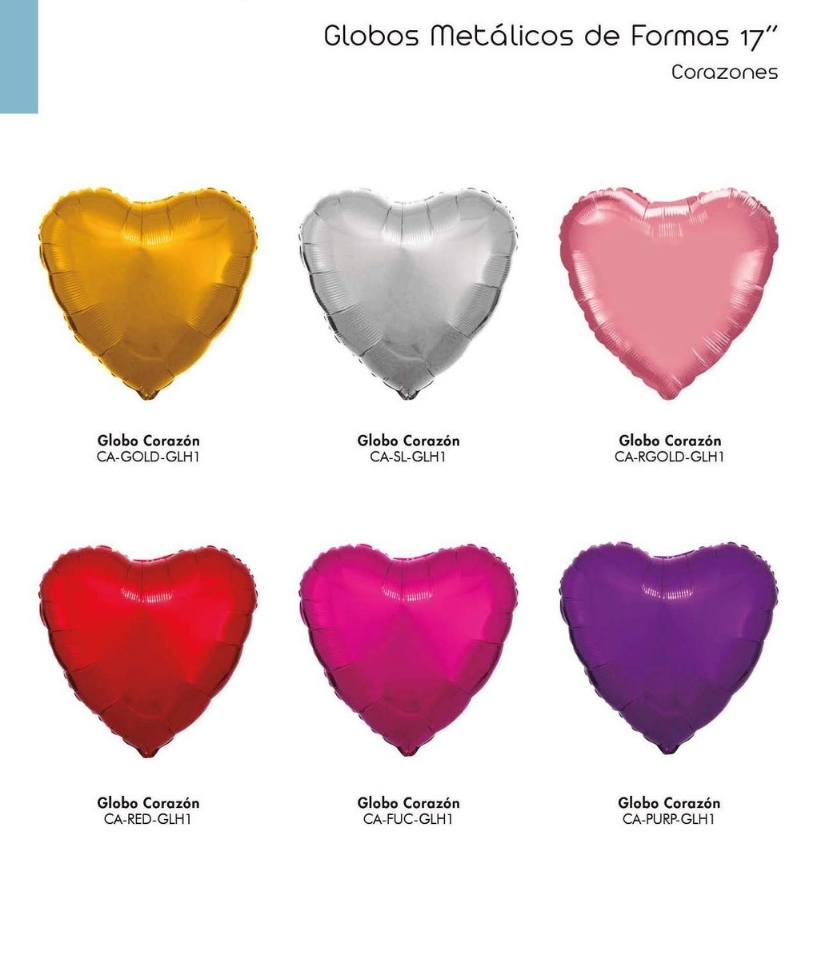 Globos Metálicos de Formas 17”
Corazones
Globo Corazón
CA-GOLD-GLH1
Globo Corazón
CA-SL-GLH1
Globo Corazón
CA-RGOLD-GLH1
Globo Corazón
CA-RED-GLH1
Globo Corazón
CA-FUC-GLH1
Globo Corazón
CA-PURP-GLH1